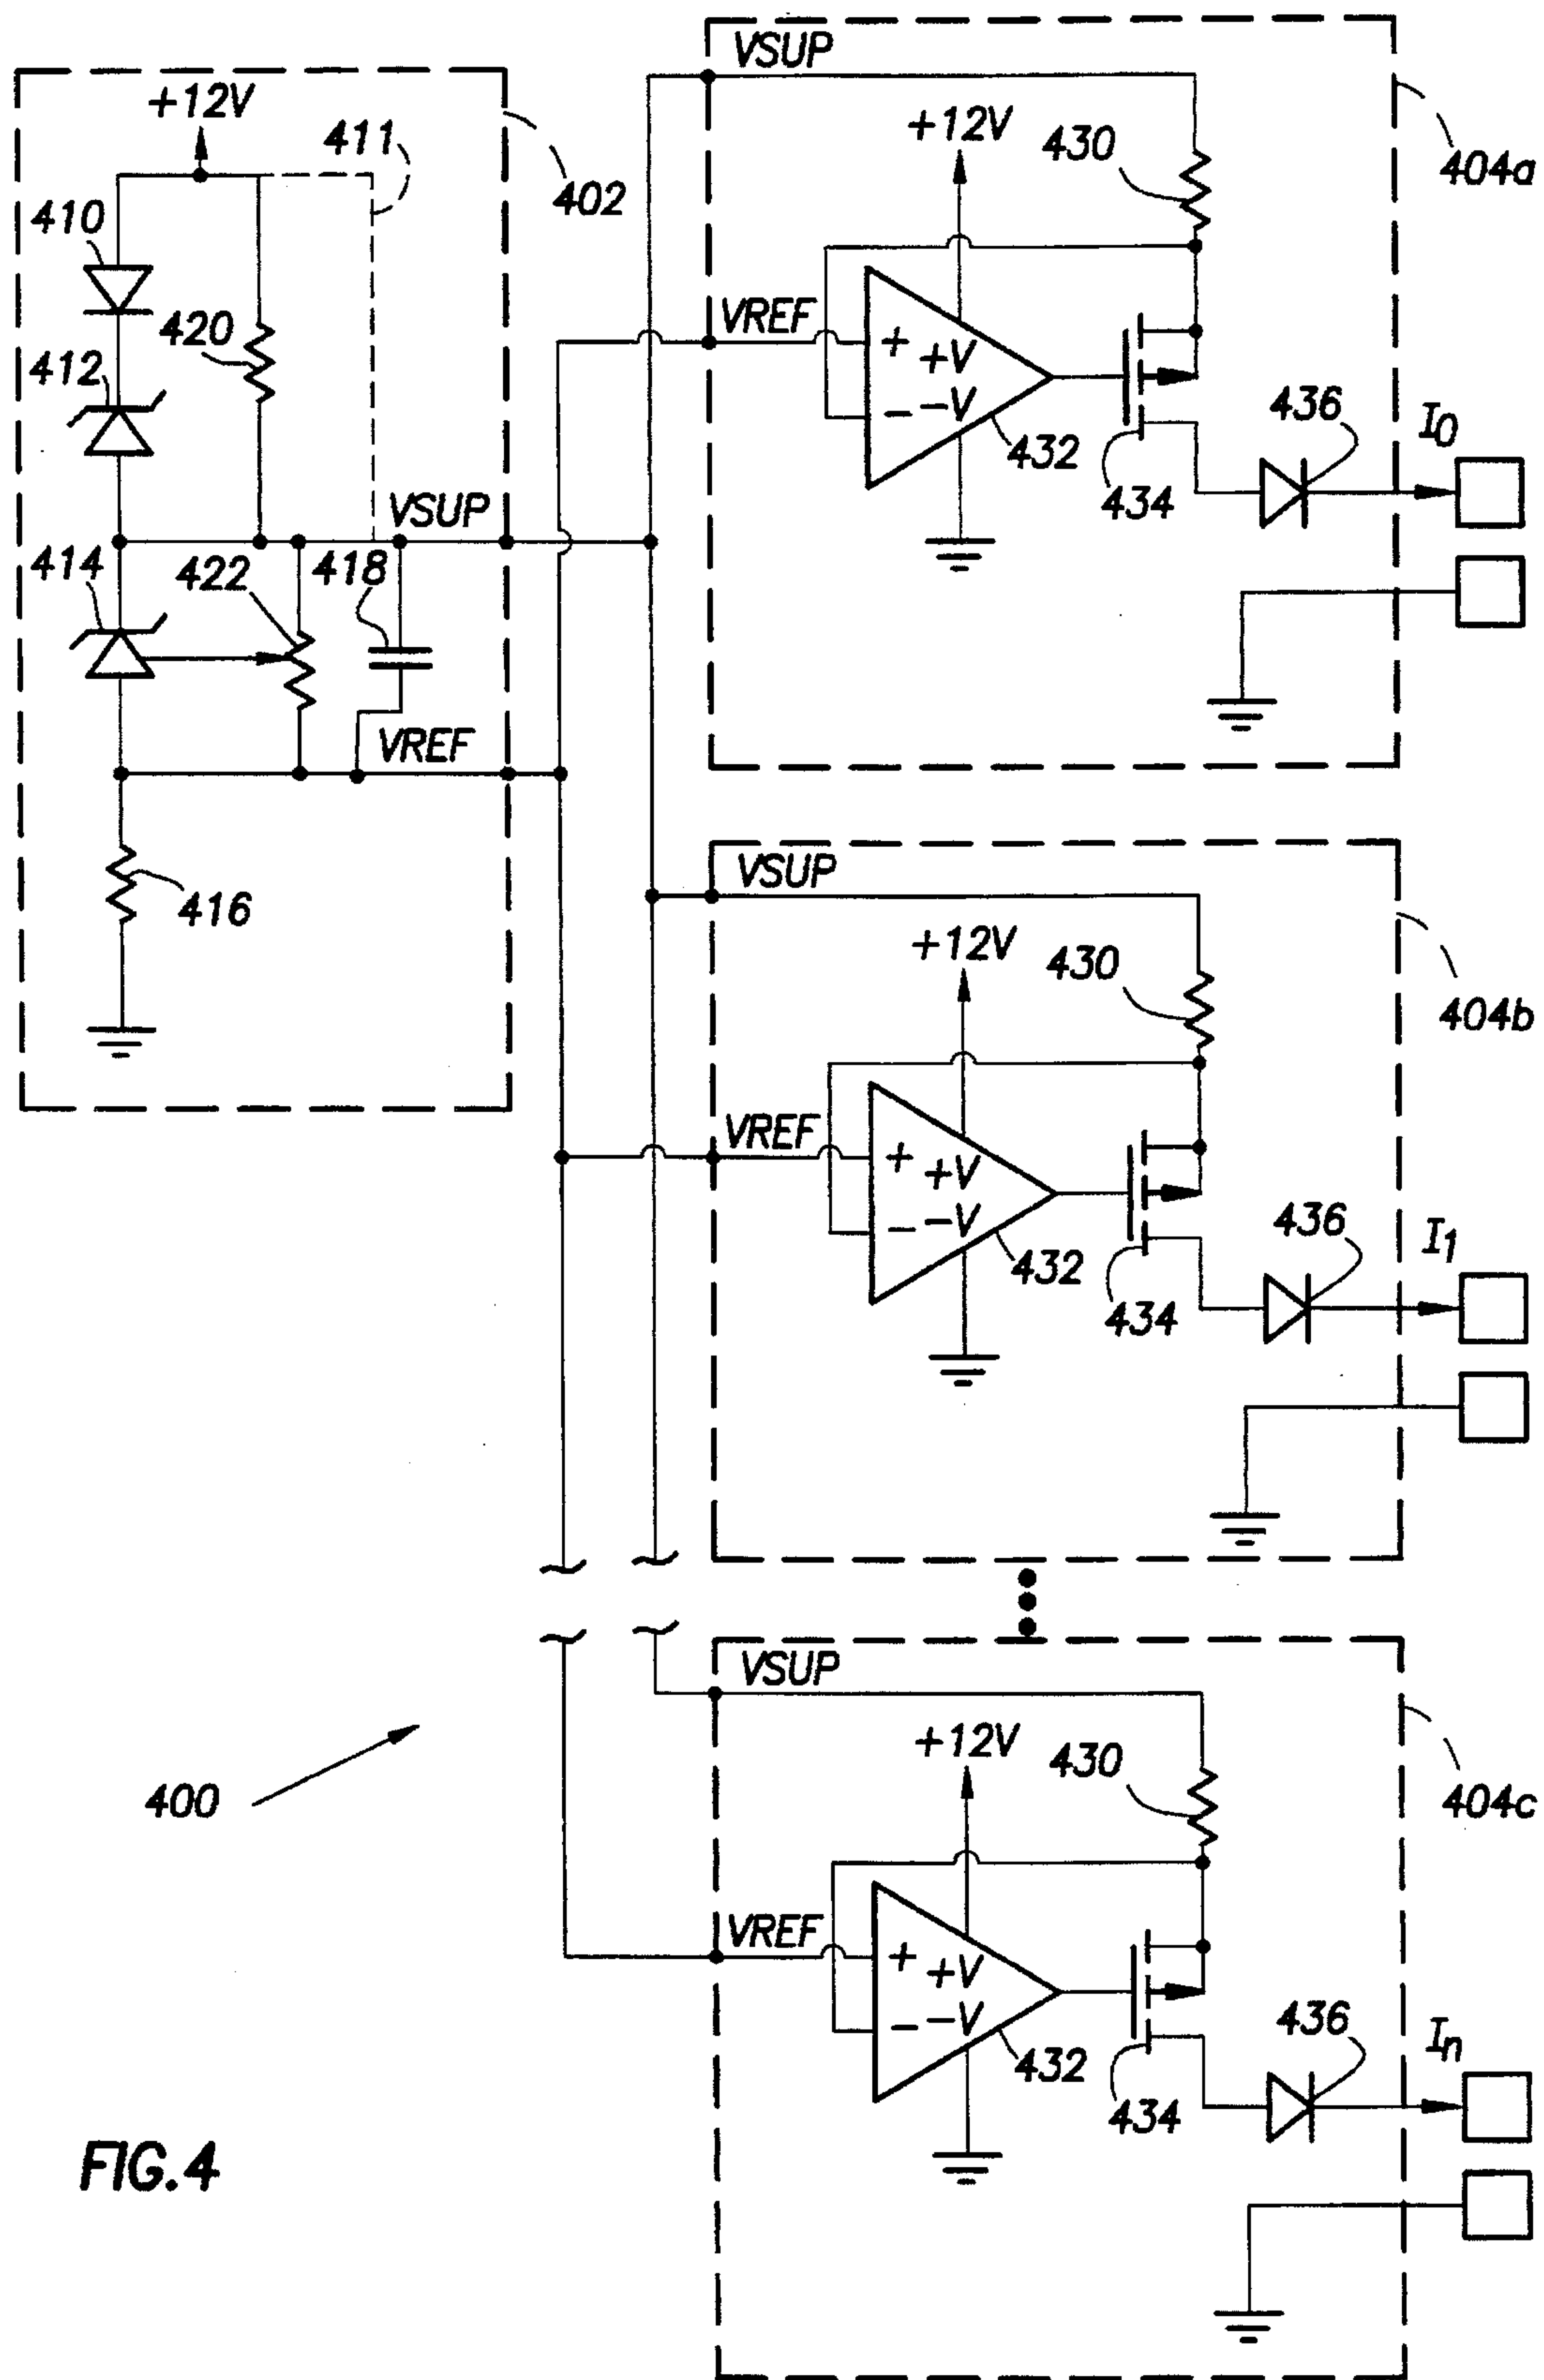 +12V
411
402
410
420
412
VSUP
414
422
418
VREF
416
VSUP
+12V
430
404a
VREF
+
+V
-
-V
432
434
436
I0
VSUP
+12V
430
404b
VREF
+
+V
-
-V
432
434
436
I1
VSUP
+12V
430
404c
VREF
+
+V
-
-V
432
434
436
In
400
FIG.4